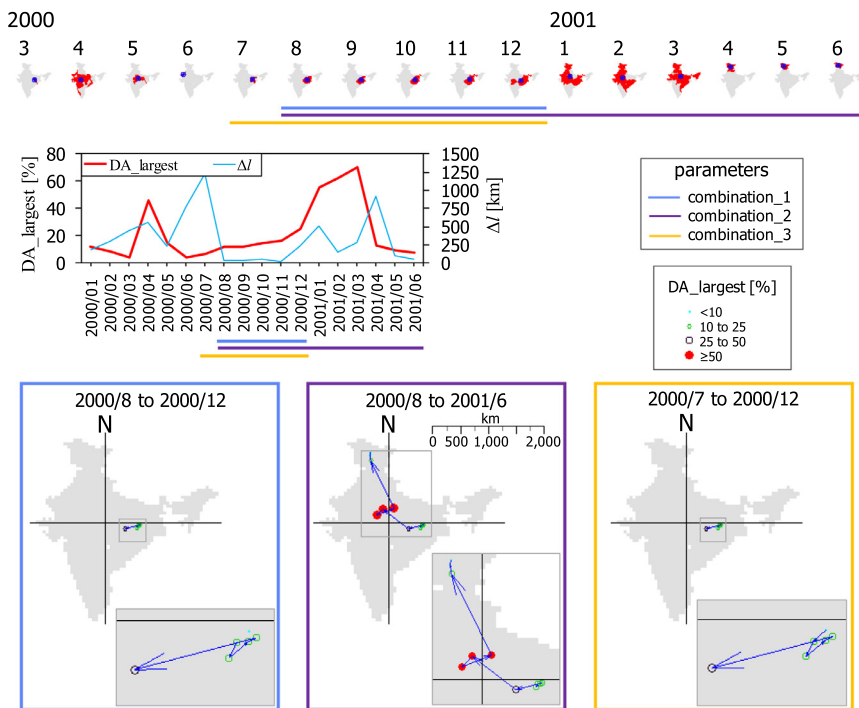 2000 2001
3 4 5 6 7 8 9 10 11 12 1 2 3 4 5 6
DA_largest Δl
DA_largest [%]
80
60
40
20
0
1500
1250
1000
750
500
250
0
Δl [km]
2000/01
2000/02
2000/03
2000/04
2000/05
2000/06
2000/07
2000/08
2000/09
2000/10
2000/11
2000/12
2001/01
2001/02
2001/03
2001/04
2001/05
2001/06
parameters
combination_1
combination_2
combination_3
DA_largest [%]
<10
10 to 25
25 to 50
≥50
2000/8 to 2000/12
N
2000/8 to 2001/6
N
km
0 500 1,000 2,000
2000/7 to 2000/12
N